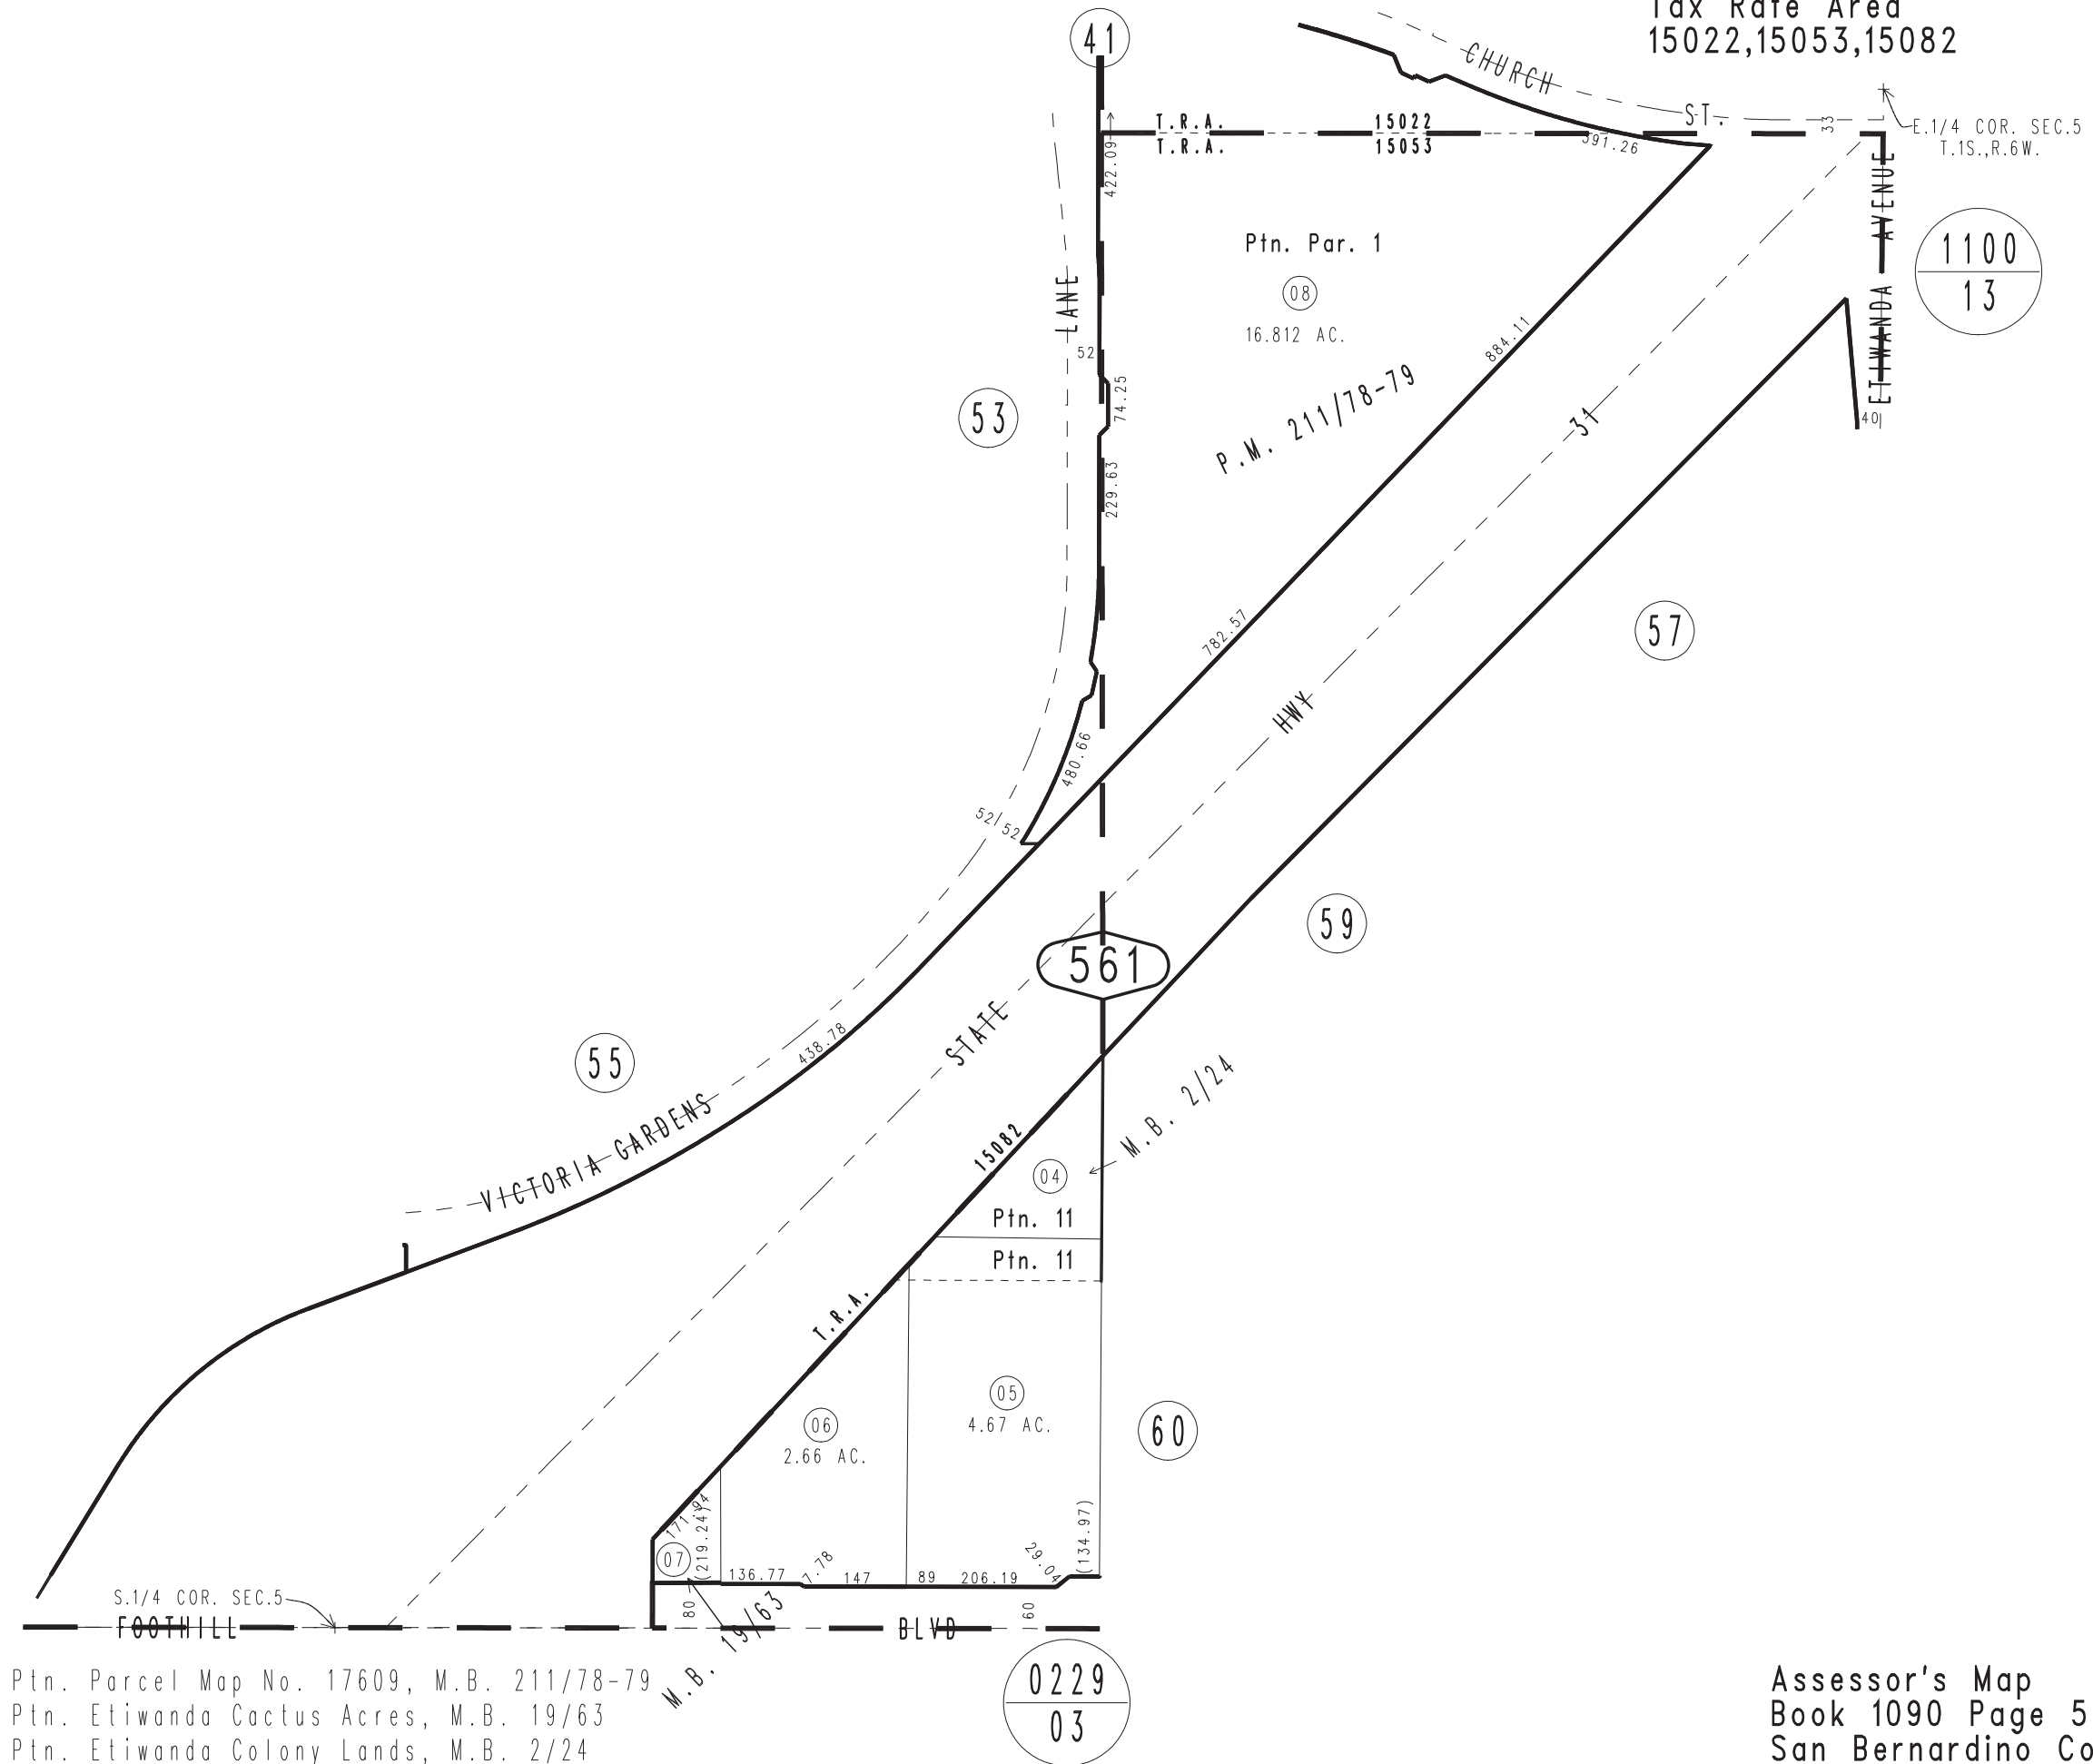 Tax Rate Area
15022,15053,15082
41
CHURCH ST.
T.R.A. 15022
T.R.A. 15053
391.26
33
E.1/4 COR. SEC.5
T.1S.,R.6W.
ETIWANDA AVENUE
1100
13
40
422.09
Ptn. Par. 1
08
16.812 AC.
LANE
52
74.25
53
884.11
P.M. 211/78-79
31
229.63
782.57
57
HWY
480.66
52 52
59
561
STATE
438.78
55
VICTORIA GARDENS
M.B. 2/24
15082
04
Ptn. 11
Ptn. 11
T.R.A.
05
4.67 AC.
06
2.66 AC.
60
171.94
(219.24)
(134.97)
07
136.77
7.78
147
89
206.19
29.04
80
60
S.1/4 COR. SEC.5
FOOTHILL BLVD
M.B. 19/63
0229
03
Ptn. Parcel Map No. 17609, M.B. 211/78-79
Ptn. Etiwanda Cactus Acres, M.B. 19/63
Ptn. Etiwanda Colony Lands, M.B. 2/24
Assessor's Map
Book 1090 Page 5
San Bernardino Co